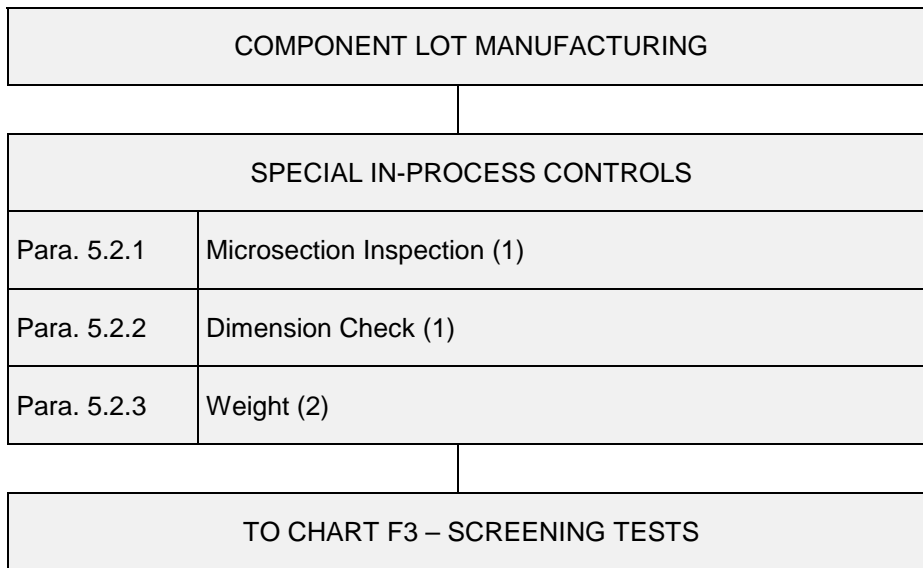 COMPONENT LOT MANUFACTURING
SPECIAL IN-PROCESS CONTROLS
Para. 5.2.1 Microsection Inspection (1)
Para. 5.2.2 Dimension Check (1)
Para. 5.2.3 Weight (2)
TO CHART F3 – SCREENING TESTS